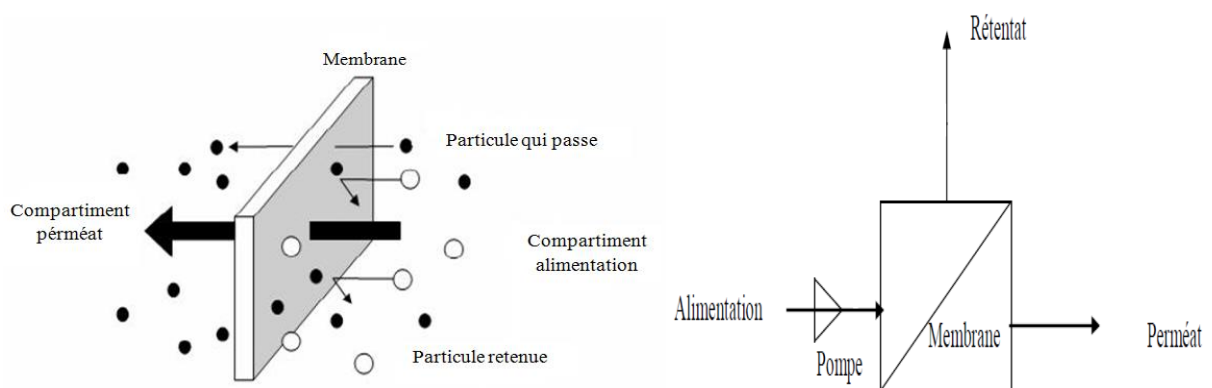 Membrane
Particule qui passe
Compartiment
pérméat
Compartiment
alimentation
Particule retenue
Rétentat
Alimentation
Pompe
Membrane
Perméat